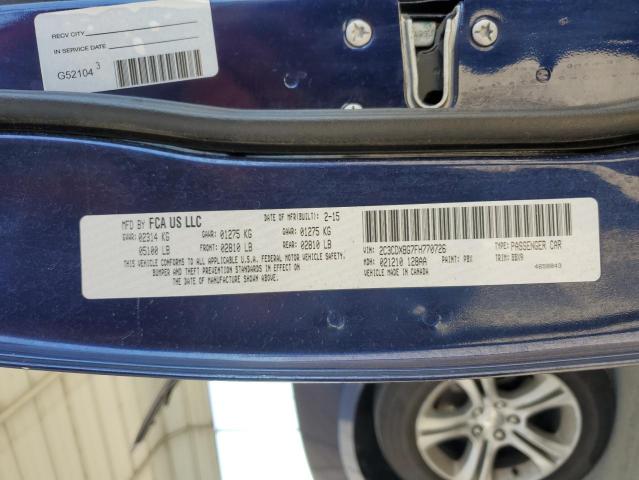 RECV CITY
IN SERVICE DATE
G52104 3
MFD BY FCA US LLC
DATE OF MFR(BUILT): 2-15
GVWR: 02314 KG
GAWR: 01275 KG
GAWR: 01275 KG
05100 LB
FRONT: 02810 LB
REAR: 02810 LB
THIS VEHICLE CONFORMS TO ALL APPLICABLE U.S.A. FEDERAL MOTOR VEHICLE SAFETY,
BUMPER AND THEFT PREVENTION STANDARDS IN EFFECT ON
THE DATE OF MANUFACTURE SHOWN ABOVE.
VIN: 2C3CDXBG7FH770726
TYPE: PASSENGER CAR
MDH: 021210 128AA
PAINT: PBX
TRIM: EBX9
VEHICLE MADE IN CANADA